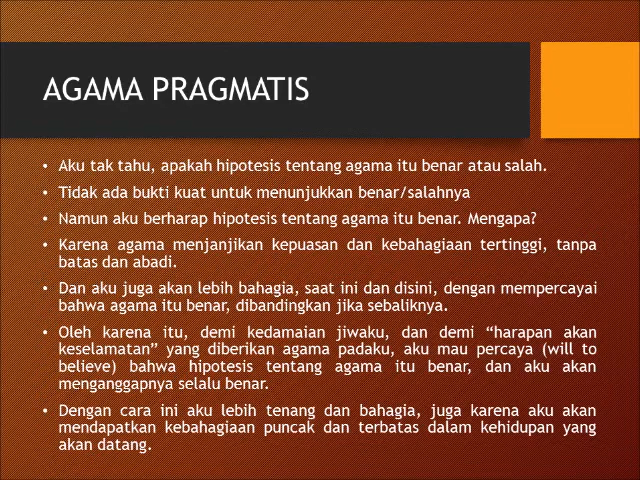 AGAMA PRAGMATIS
• Aku tak tahu, apakah hipotesis tentang agama itu benar atau salah.
• Tidak ada bukti kuat untuk menunjukkan benar/salahnya
• Namun aku berharap hipotesis tentang agama itu benar. Mengapa?
• Karena agama menjanjikan kepuasan dan kebahagiaan tertinggi, tanpa
batas dan abadi.
• Dan aku juga akan lebih bahagia, saat ini dan disini, dengan mempercayai
bahwa agama itu benar, dibandingkan jika sebaliknya.
• Oleh karena itu, demi kedamaian jiwaku, dan demi “harapan akan
keselamatan” yang diberikan agama padaku, aku mau percaya (will to
believe) bahwa hipotesis tentang agama itu benar, dan aku akan
menganggapnya selalu benar.
• Dengan cara ini aku lebih tenang dan bahagia, juga karena aku akan
mendapatkan kebahagiaan puncak dan terbatas dalam kehidupan yang
akan datang.